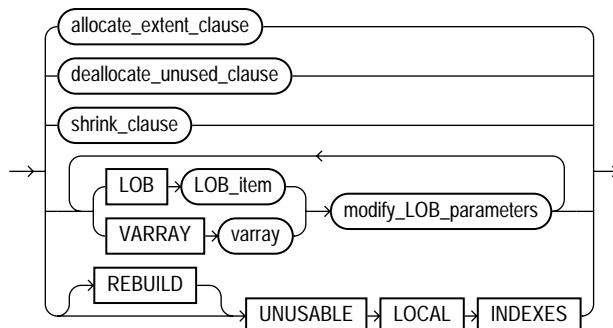 allocate_extent_clause
deallocate_unused_clause
shrink_clause
LOB LOB_item
modify_LOB_parameters
VARRAY varray
REBUILD
UNUSABLE LOCAL INDEXES